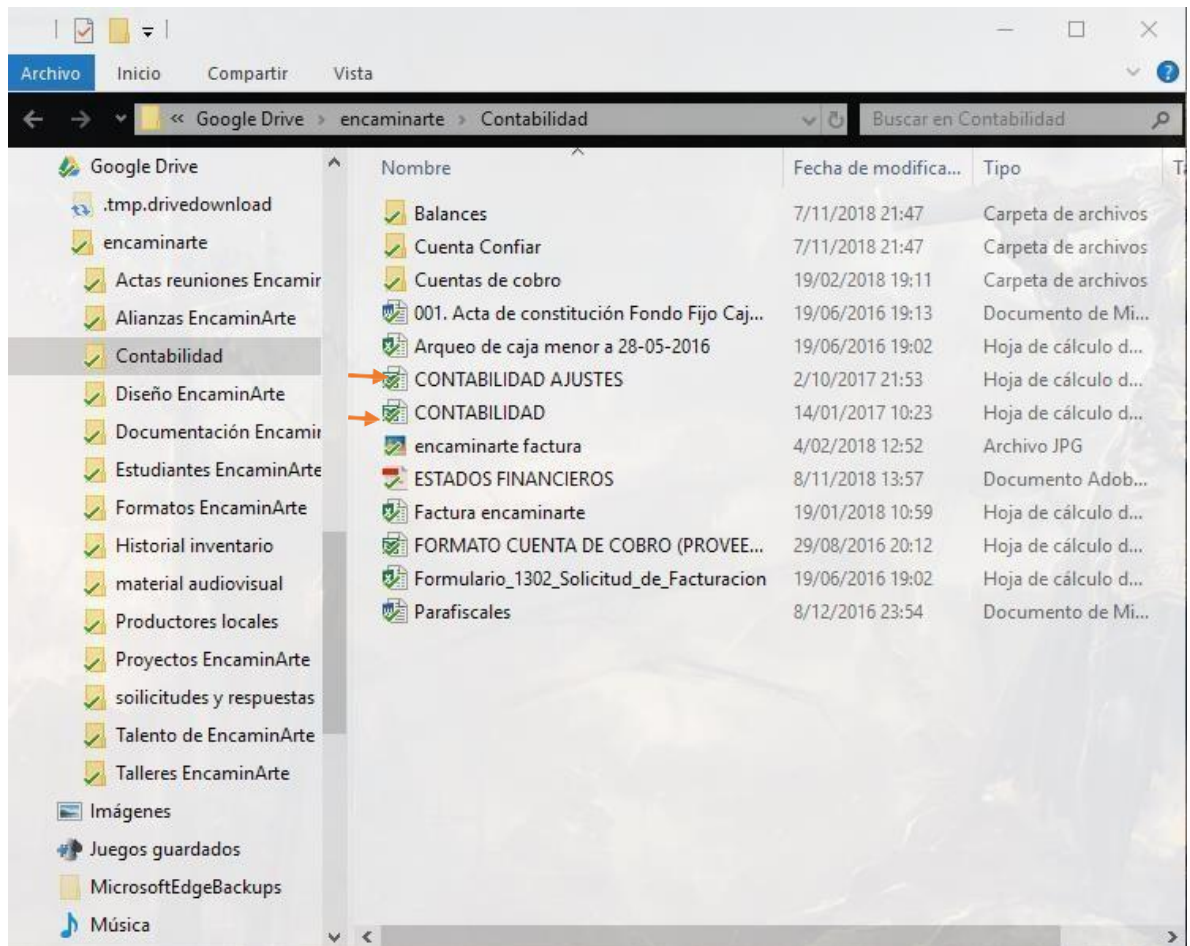 Archivo Inicio Compartir Vista
« Google Drive › encaminarte › Contabilidad Buscar en Contabilidad
Google Drive
.tmp.drivedownload
encaminarte
Actas reuniones Encamin
Alianzas EncaminArte
Contabilidad
Diseño EncaminArte
Documentación Encamin
Estudiantes EncaminArte
Formatos EncaminArte
Historial inventario
material audiovisual
Productores locales
Proyectos EncaminArte
soilicitudes y respuestas
Talento de EncaminArte
Talleres EncaminArte
Imágenes
Juegos guardados
MicrosoftEdgeBackups
Música
Nombre Fecha de modifica... Tipo
Balances 7/11/2018 21:47 Carpeta de archivos
Cuenta Confiar 7/11/2018 21:47 Carpeta de archivos
Cuentas de cobro 19/02/2018 19:11 Carpeta de archivos
001. Acta de constitución Fondo Fijo Caj... 19/06/2016 19:13 Documento de Mi...
Arqueo de caja menor a 28-05-2016 19/06/2016 19:02 Hoja de cálculo d...
CONTABILIDAD AJUSTES 2/10/2017 21:53 Hoja de cálculo d...
CONTABILIDAD 14/01/2017 10:23 Hoja de cálculo d...
encaminarte factura 4/02/2018 12:52 Archivo JPG
ESTADOS FINANCIEROS 8/11/2018 13:57 Documento Adob...
Factura encaminarte 19/01/2018 10:59 Hoja de cálculo d...
FORMATO CUENTA DE COBRO (PROVEE... 29/08/2016 20:12 Hoja de cálculo d...
Formulario_1302_Solicitud_de_Facturacion 19/06/2016 19:02 Hoja de cálculo d...
Parafiscales 8/12/2016 23:54 Documento de Mi...